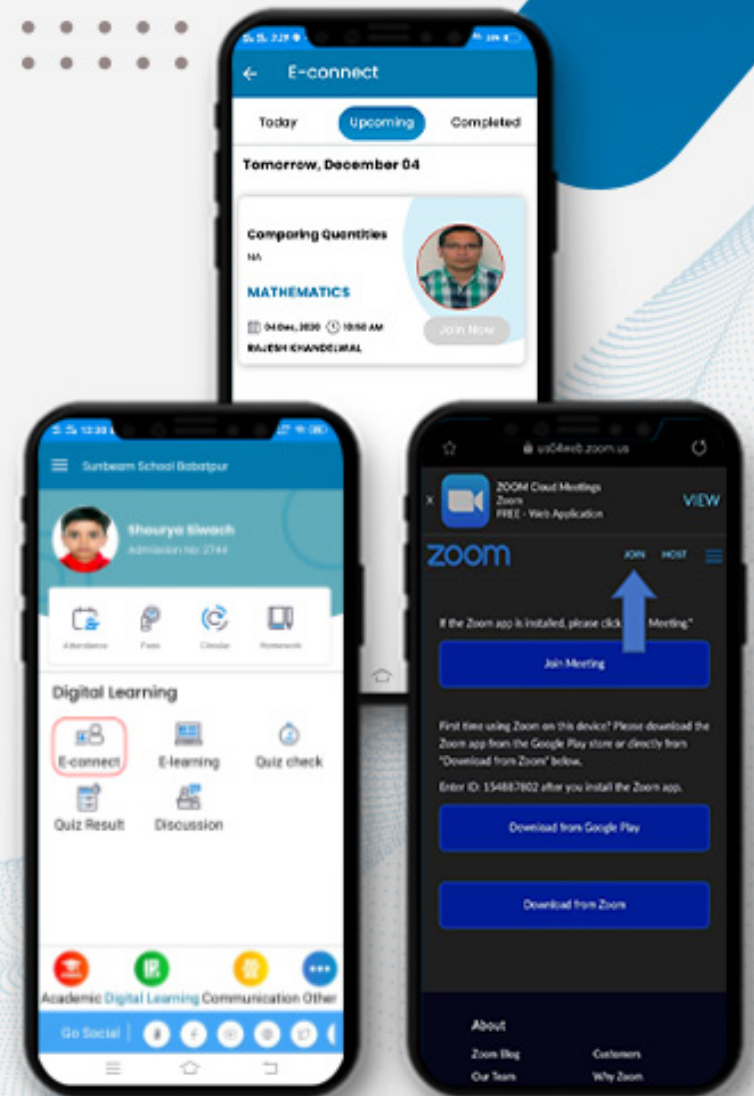 E-connect
Today Upcoming Completed
Tomorrow, December 04
Comparing Quantities
NA
MATHEMATICS
04 Dec, 2020 10:50 AM
Join Now
RAJESH KHANDELWAL
Sunbeam School Babatpur
Shourya Siwach
Admission No: 2744
Attendance Fees Circular Homework
Digital Learning
E-connect E-learning Quiz check
Quiz Result Discussion
Academic Digital Learning Communication Other
Go Social
us04web.zoom.us
ZOOM Cloud Meetings
Zoom
FREE - Web Application
VIEW
zoom JOIN HOST
If the Zoom app is installed, please click Meeting."
Join Meeting
First time using Zoom on this device? Please download the
Zoom app from the Google Play store or directly from
"Download from Zoom" below.
Enter ID: 154887802 after you install the Zoom app.
Download from Google Play
Download from Zoom
About
Zoom Blog Customers
Our Team Why Zoom